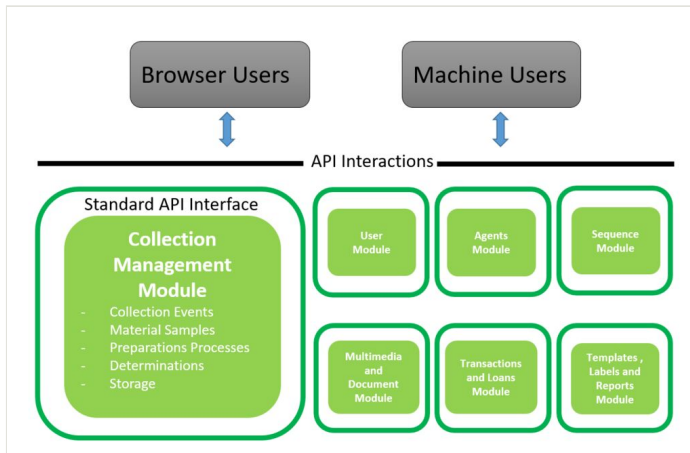 Browser Users
Machine Users
API Interactions
Standard API Interface
Collection
Management
Module
- Collection Events
- Material Samples
- Preparations Processes
- Determinations
- Storage
User
Module
Agents
Module
Sequence
Module
Multimedia
and
Document
Module
Transactions
and Loans
Module
Templates ,
Labels and
Reports
Module